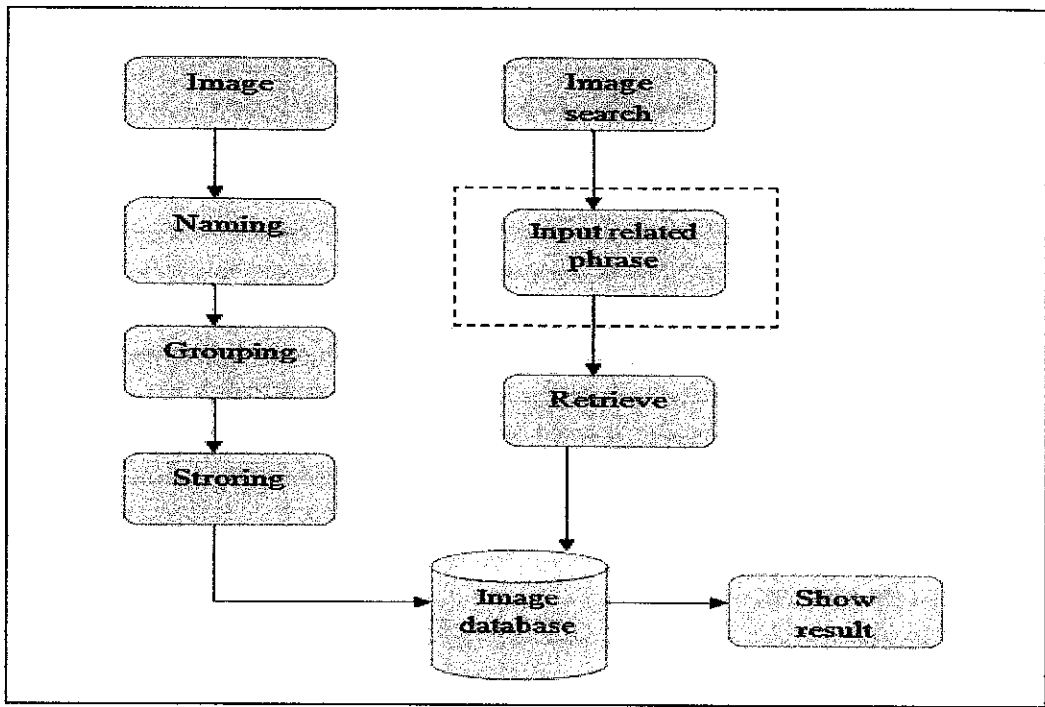 Image
Naming
Grouping
Stroring
Image
search
Input related
phrase
Retrieve
Image
database
Show
result